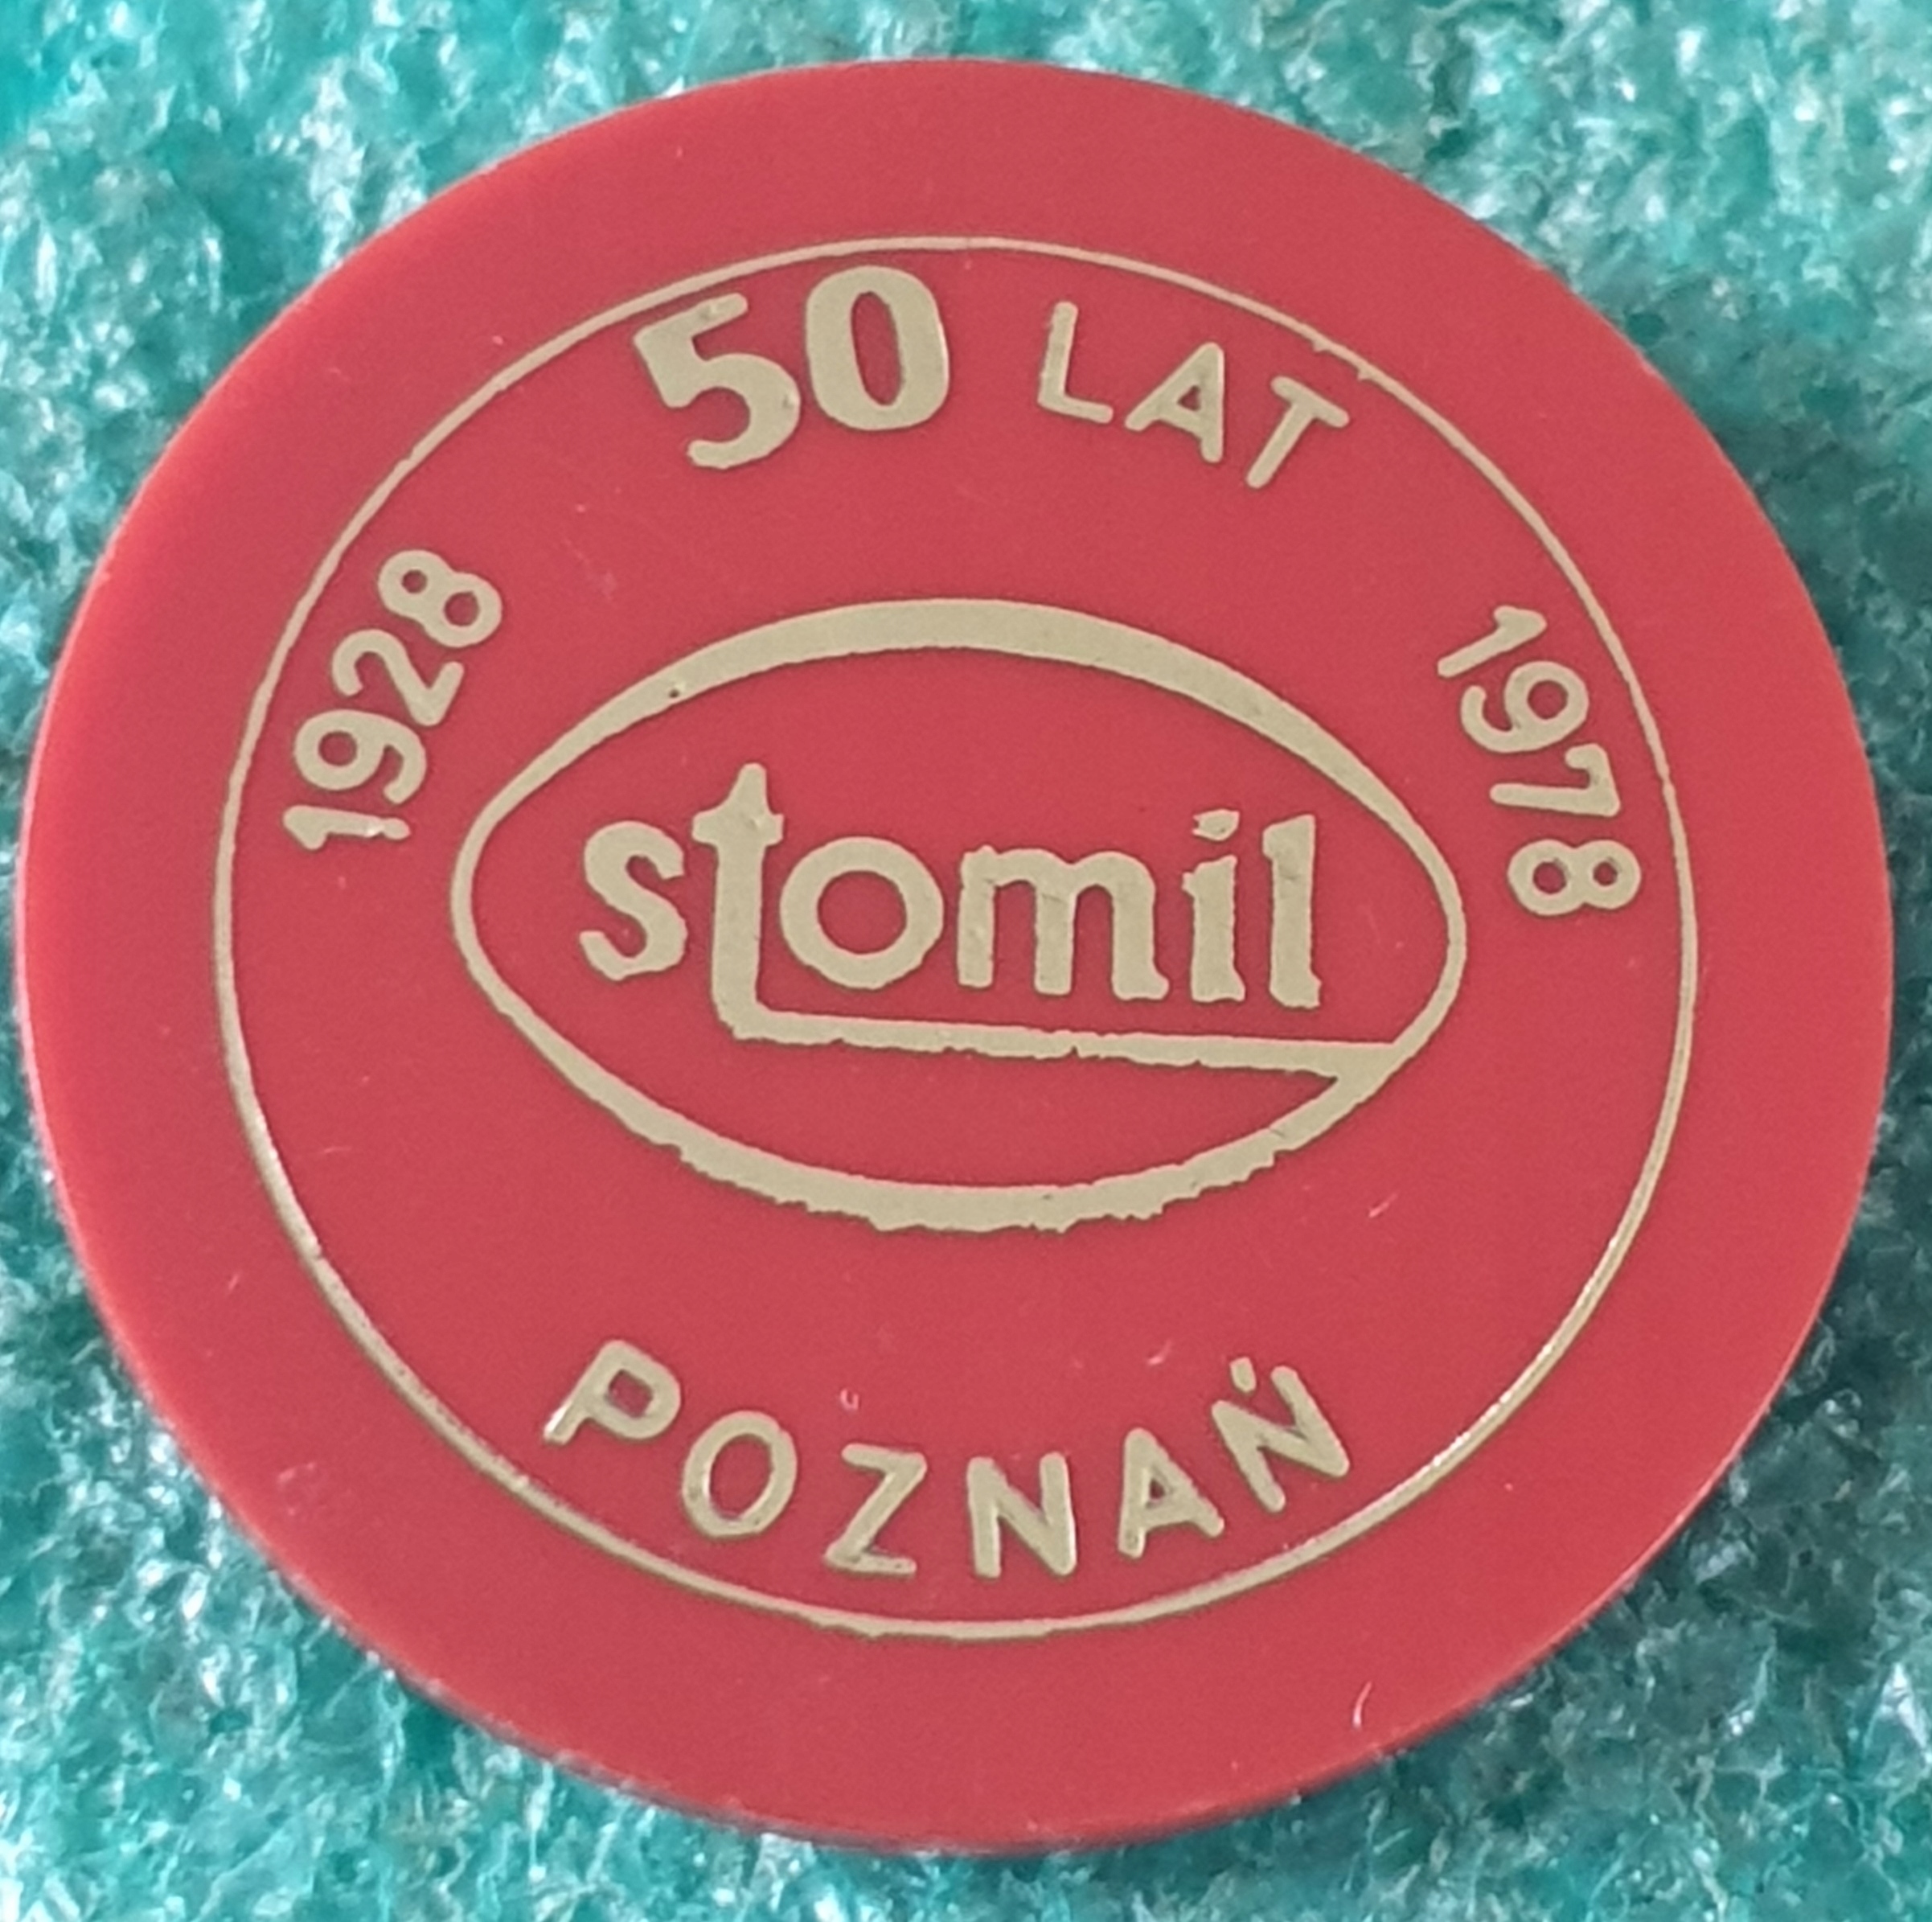 50 LAT
1928
1978
stomil
POZNAŃ